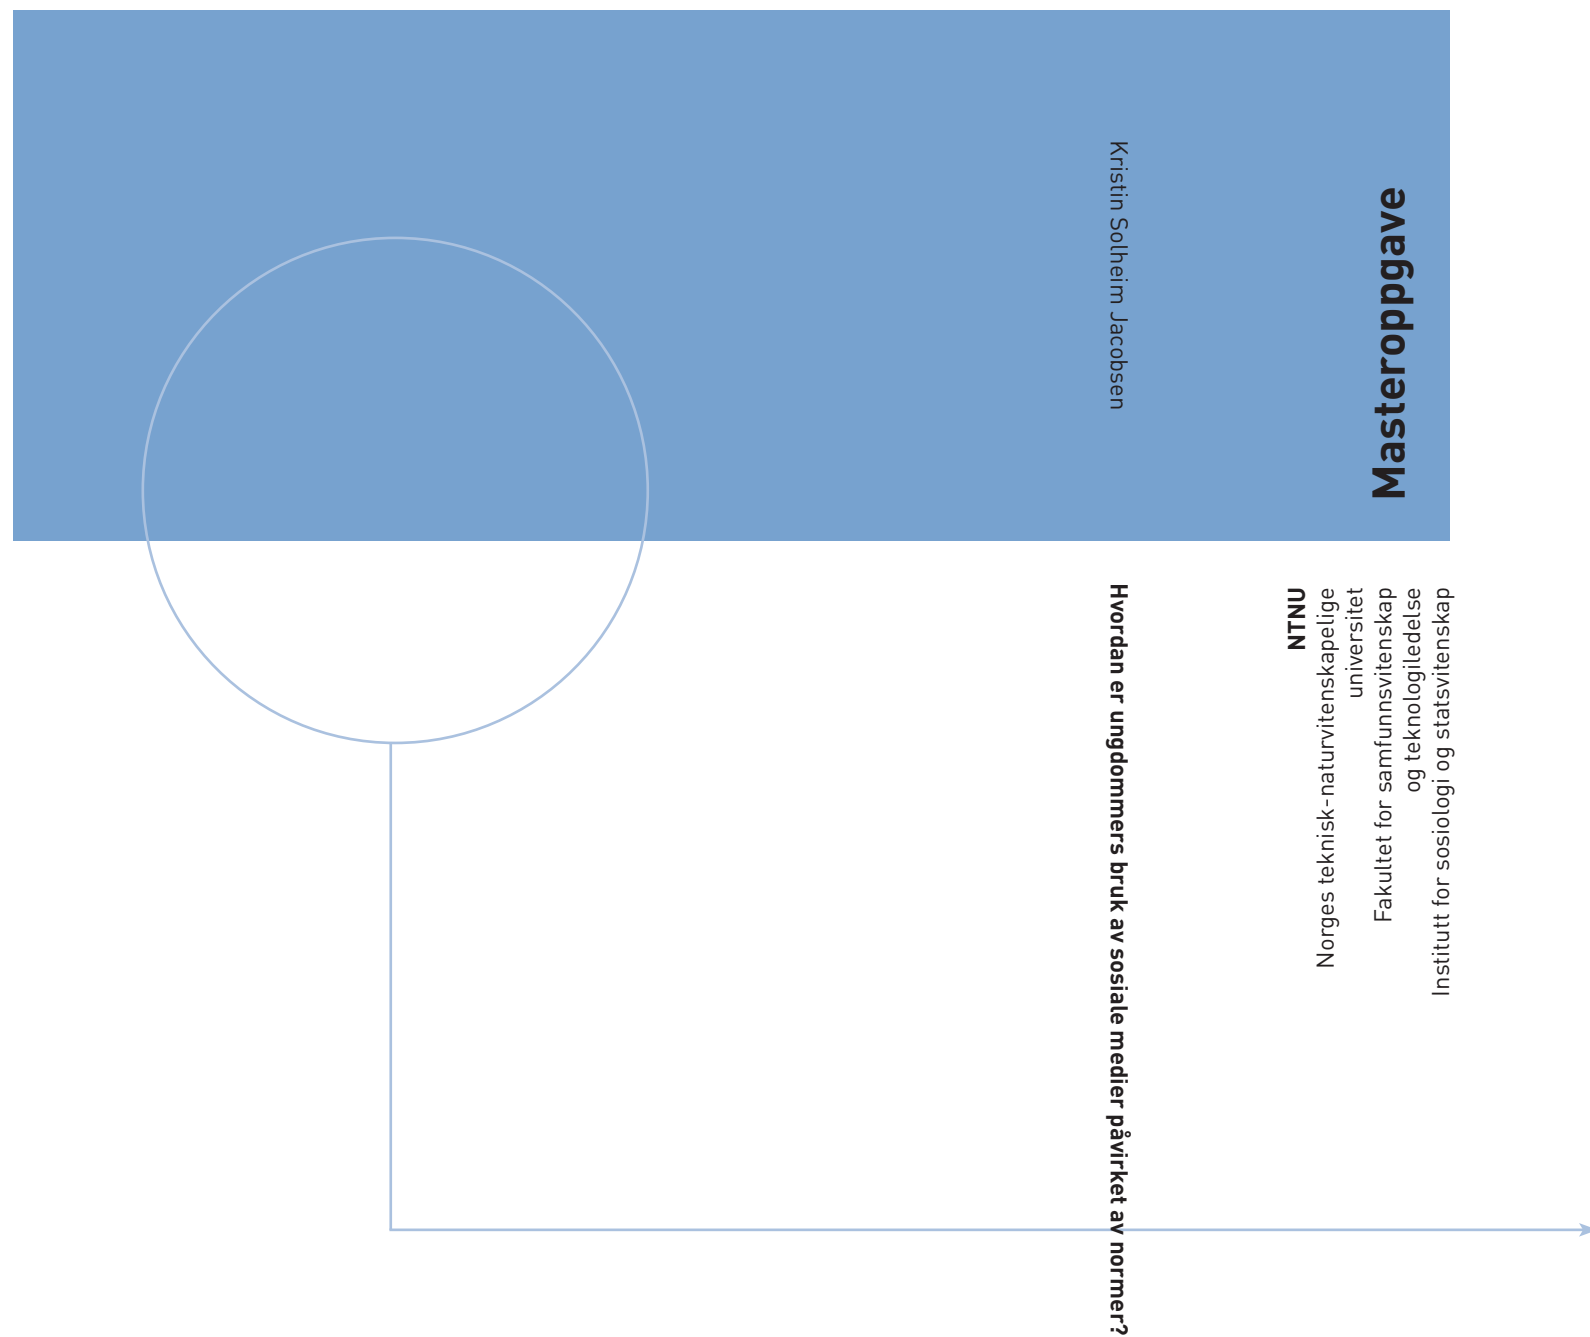 Masteroppgave
NTNU
Norges teknisk-naturvitenskapelige
universitet
Fakultet for samfunnsvitenskap
og teknologiledelse
Institutt for sosiologi og statsvitenskap
Kristin Solheim Jacobsen
Hvordan er ungdommers bruk av sosiale medier påvirket av normer?